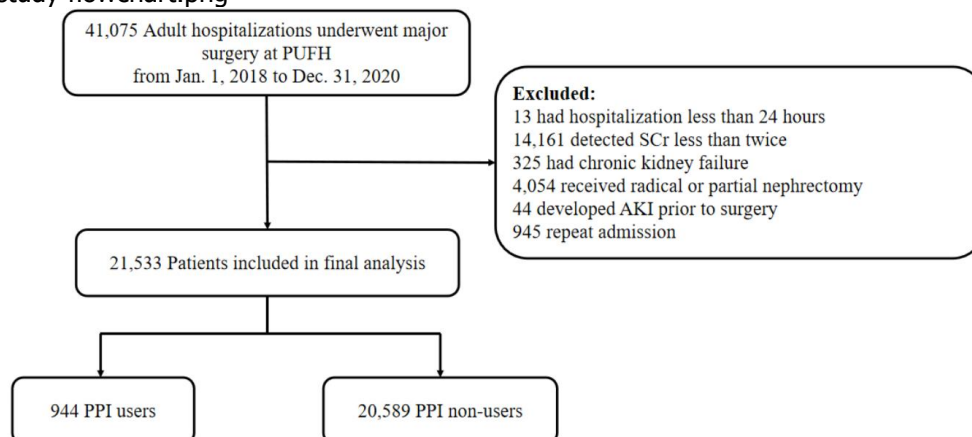 study-flowchart.png
41,075 Adult hospitalizations underwent major
surgery at PUFH
from Jan. 1, 2018 to Dec. 31, 2020
Excluded:
13 had hospitalization less than 24 hours
14,161 detected SCr less than twice
325 had chronic kidney failure
4,054 received radical or partial nephrectomy
44 developed AKI prior to surgery
945 repeat admission
21,533 Patients included in final analysis
944 PPI users
20,589 PPI non-users